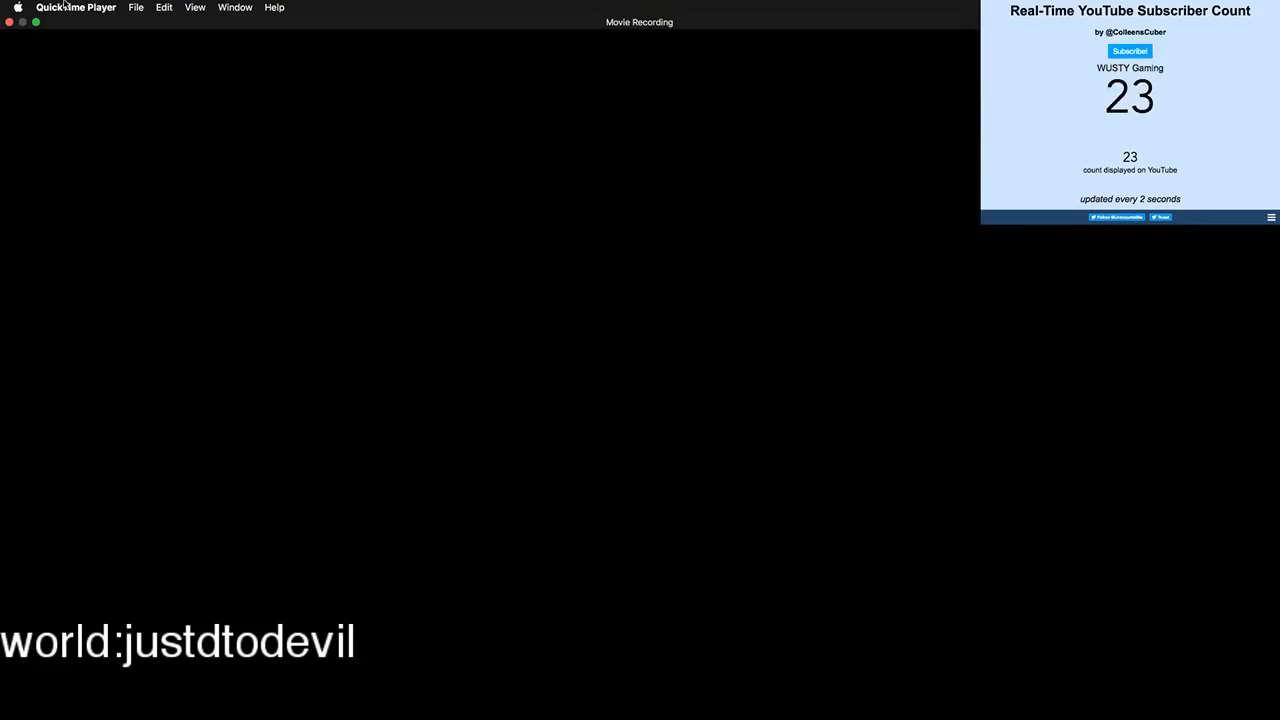 QuickTime Player File Edit View Window Help
Movie Recording
Real-Time YouTube Subscriber Count
by @ColleensCuber
Subscribe!
WUSTY Gaming
23
23
count displayed on YouTube
updated every 2 seconds
Tweet
world:justdtodevil